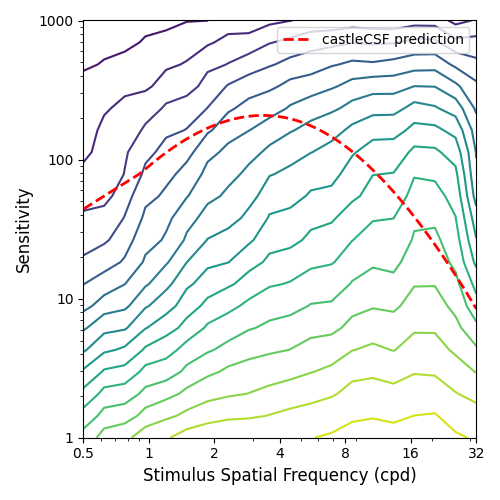 1000
castleCSF prediction
100
10
1
Sensitivity
0.5 1 2 4 8 16 32
Stimulus Spatial Frequency (cpd)